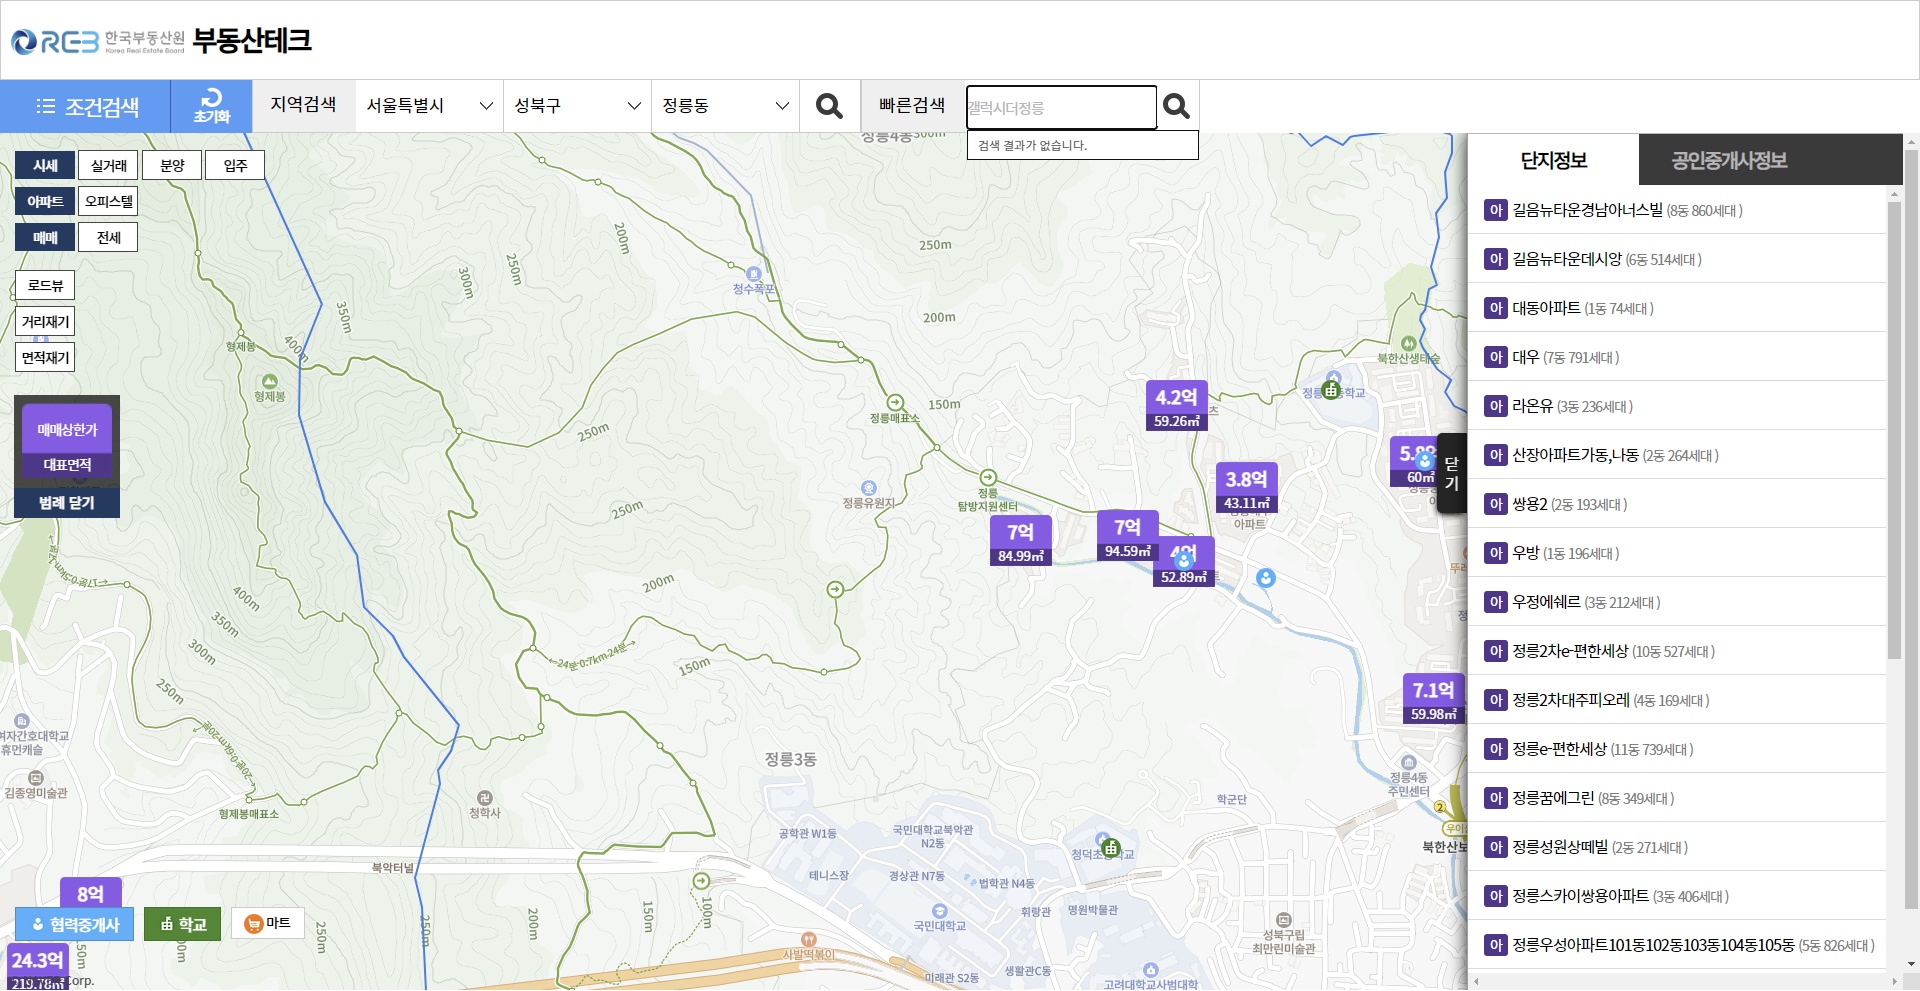 REB 한국부동산원 Korea Real Estate Board 부동산테크
조건검색 초기화 지역검색 서울특별시 성북구 정릉동 빠른검색 갤럭시더정릉
검색 결과가 없습니다.
시세 실거래 분양 입주
아파트 오피스텔
매매 전세
로드뷰
거리재기
면적재기
매매상한가
대표면적
범례 닫기
정릉4동
300m
200m
250m
300m
250m
350m
400m
청수폭포
200m
형제봉
형제봉
북한산생태숲
150m
정릉매표소
250m
4.2억
59.26㎡
3.8억
43.11㎡
아파트
60㎡
닫기
정릉유원지
정릉
탐방지원센터
250m
7억
84.99㎡
7억
94.59㎡
4억
52.89㎡
200m
400m
350m
300m
250m
24분 0.7km 24분
150m
7.1억
59.98㎡
여자간호대학교
휴먼캐슬
김종영미술관
형제봉매표소
청학사
정릉3동
정릉4동
주민센터
학군단
2
공학관 W1동
국민대학교북악관
N2동
테니스장
경상관 N7동
법학관 N4동
휘랑관
명원박물관
국민대학교
북악터널
8억
협력중개사 학교 마트
24.3억
219.78㎡
Corp.
250m
250m
200m
150m
100m
사발떡볶이
미래관 S2동
생활관C동
고려대학교사범대학
성북구립
최만린미술관
단지정보 공인중개사정보
아 길음뉴타운경남아너스빌 (8동 860세대 )
아 길음뉴타운데시앙 (6동 514세대 )
아 대동아파트 (1동 74세대 )
아 대우 (7동 791세대 )
아 라온유 (3동 236세대 )
아 산장아파트가동,나동 (2동 264세대 )
아 쌍용2 (2동 193세대 )
아 우방 (1동 196세대 )
아 우정에쉐르 (3동 212세대 )
아 정릉2차e-편한세상 (10동 527세대 )
아 정릉2차대주피오레 (4동 169세대 )
아 정릉e-편한세상 (11동 739세대 )
아 정릉꿈에그린 (8동 349세대 )
아 정릉성원상떼빌 (2동 271세대 )
아 정릉스카이쌍용아파트 (3동 406세대 )
아 정릉우성아파트101동102동103동104동105동 (5동 826세대 )